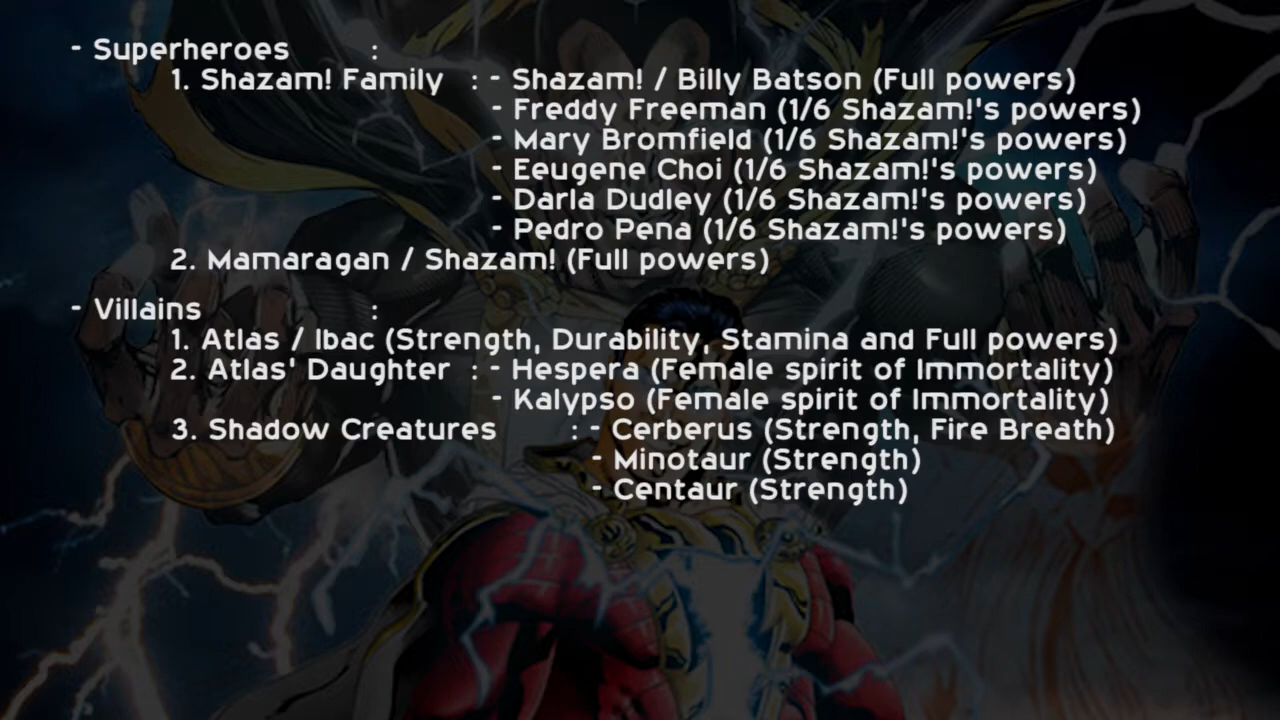 - Superheroes :
1. Shazam! Family : - Shazam! / Billy Batson (Full powers)
- Freddy Freeman (1/6 Shazam!'s powers)
- Mary Bromfield (1/6 Shazam!'s powers)
- Eeugene Choi (1/6 Shazam!'s powers)
- Darla Dudley (1/6 Shazam!'s powers)
- Pedro Pena (1/6 Shazam!'s powers)
2. Mamaragan / Shazam! (Full powers)
- Villains :
1. Atlas / Ibac (Strength, Durability, Stamina and Full powers)
2. Atlas' Daughter : - Hespera (Female spirit of Immortality)
- Kalypso (Female spirit of Immortality)
3. Shadow Creatures : - Cerberus (Strength, Fire Breath)
- Minotaur (Strength)
- Centaur (Strength)